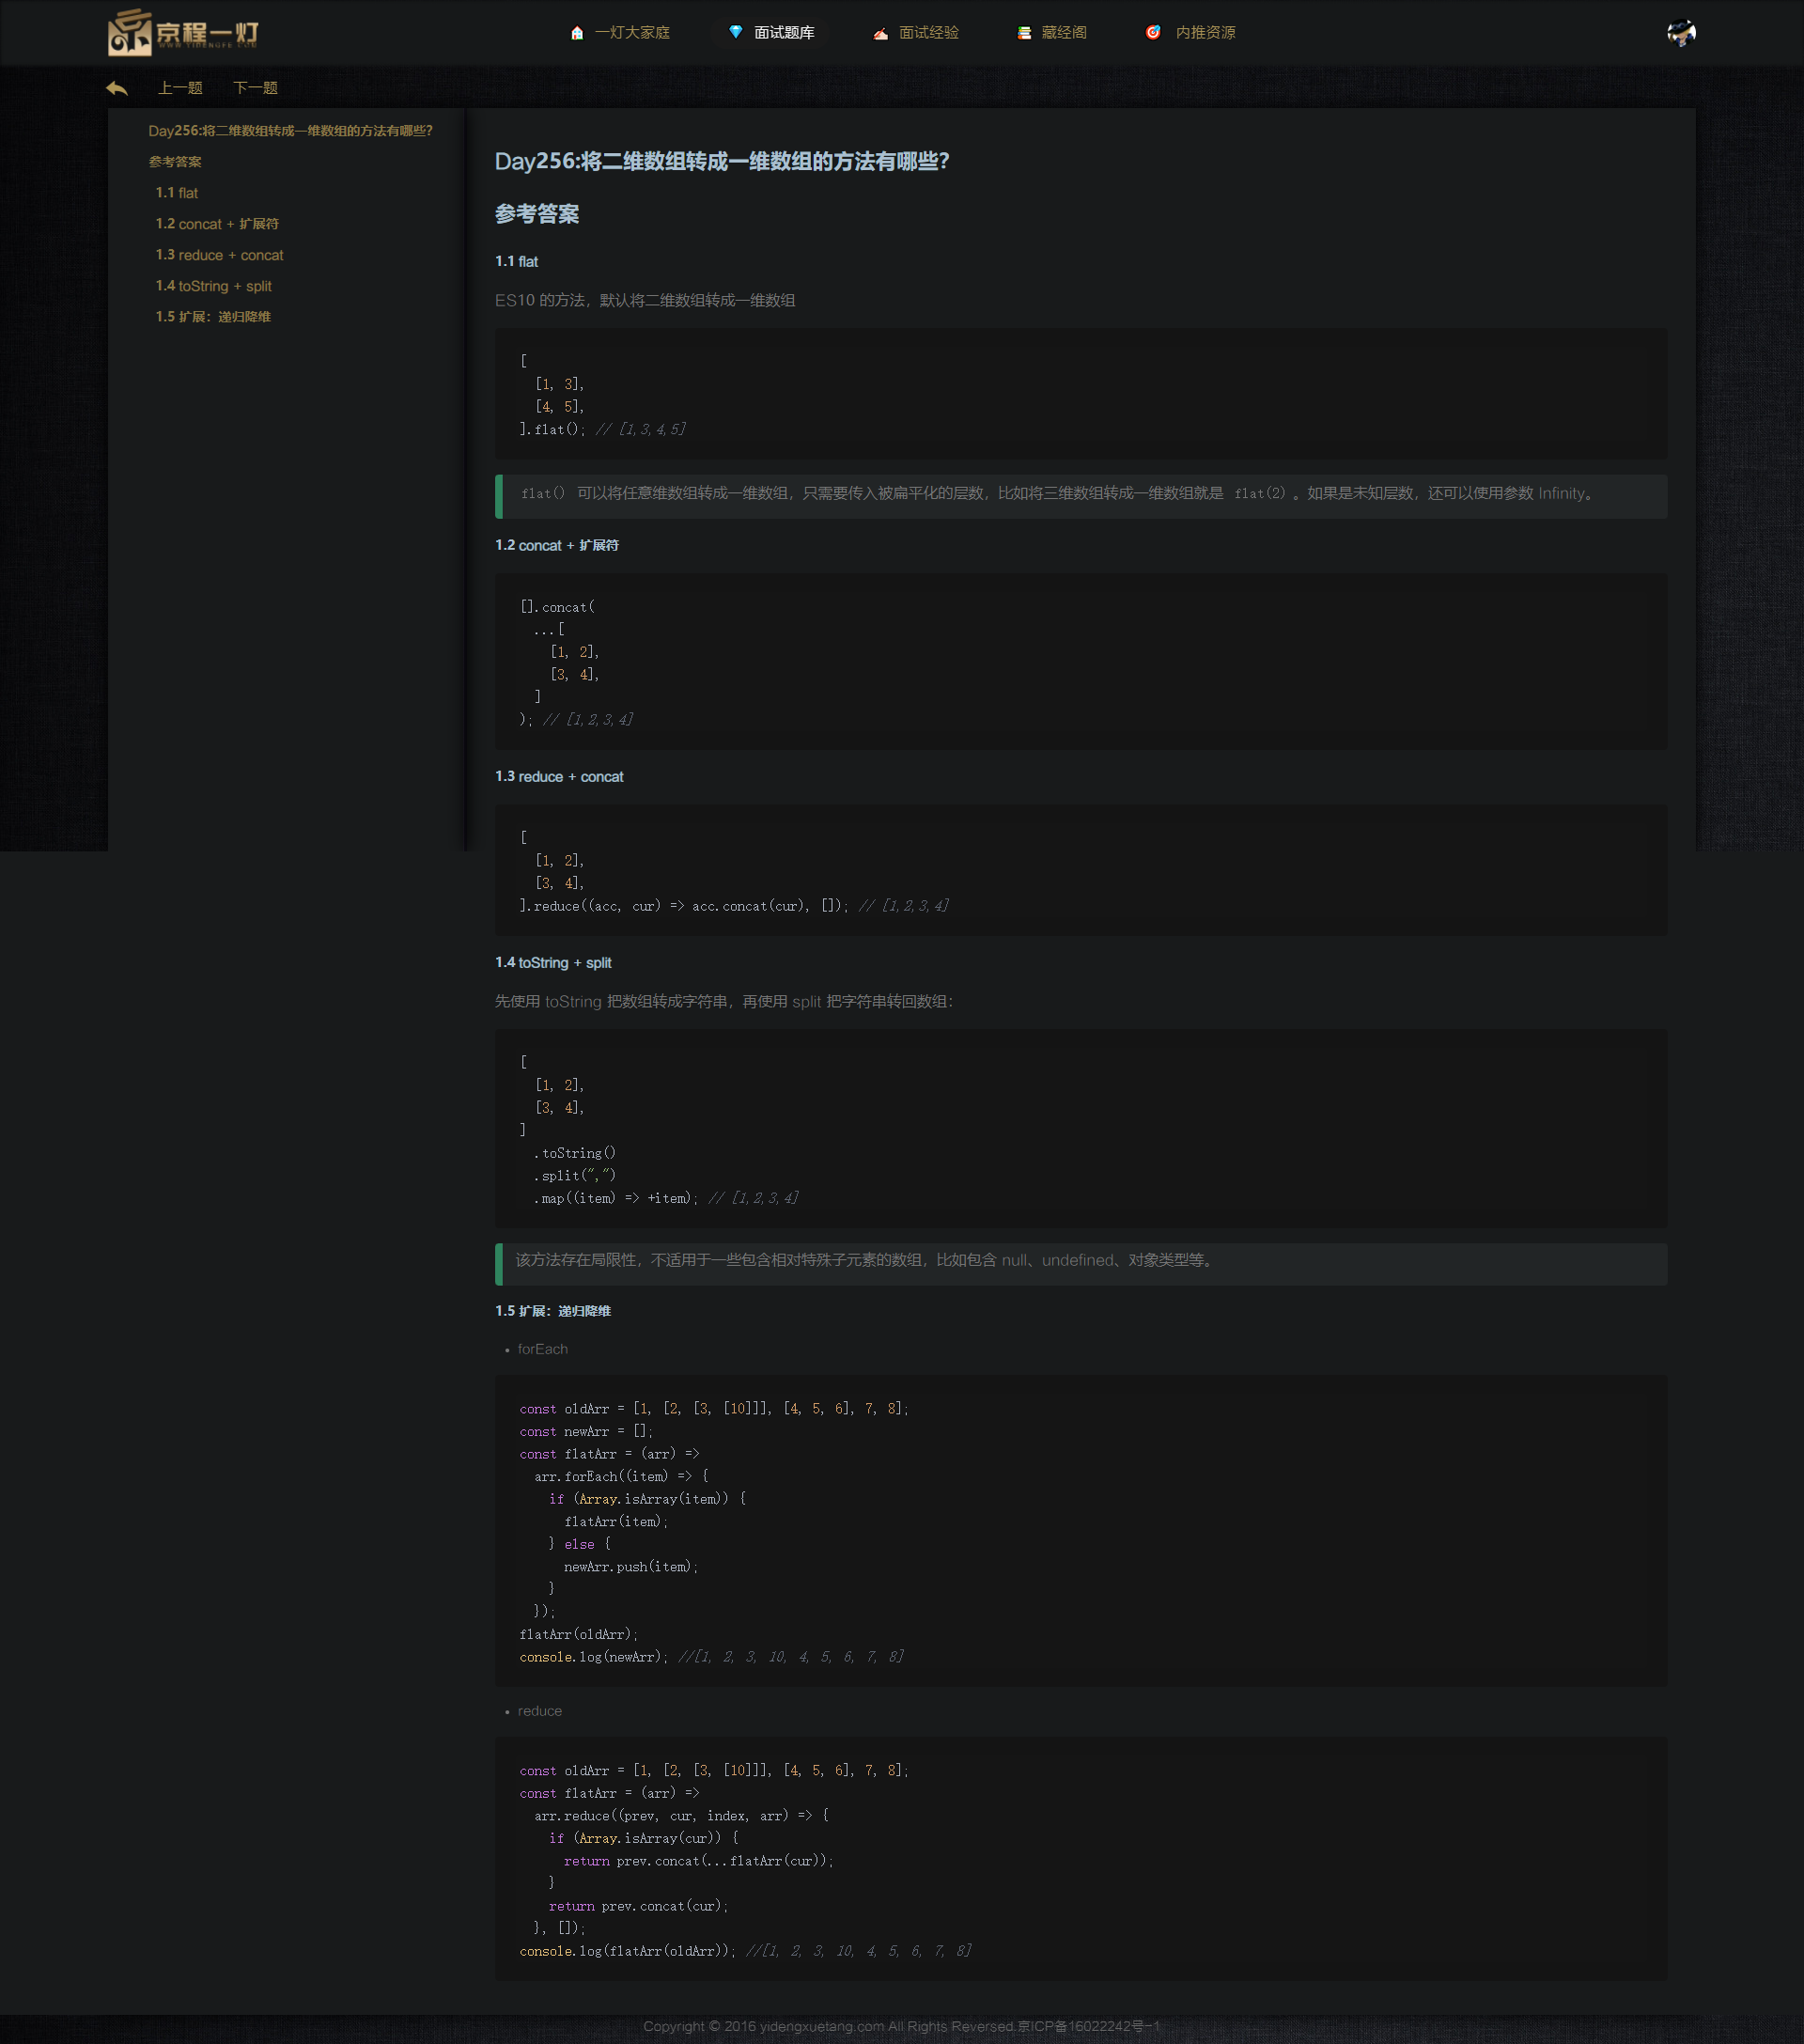 京程一灯
WWW.YIDENGFE.COM
一灯大家庭
面试题库
面试经验
藏经阁
内推资源
上一题 下一题
Day256:将二维数组转成一维数组的方法有哪些?
参考答案
1.1 flat
1.2 concat + 扩展符
1.3 reduce + concat
1.4 toString + split
1.5 扩展：递归降维
Day256:将二维数组转成一维数组的方法有哪些?
参考答案
1.1 flat
ES10 的方法，默认将二维数组转成一维数组
[
  [1, 3],
  [4, 5],
].flat(); // [1,3,4,5]
flat() 可以将任意维数组转成一维数组，只需要传入被扁平化的层数，比如将三维数组转成一维数组就是 flat(2) 。如果是未知层数，还可以使用参数 Infinity。
1.2 concat + 扩展符
[].concat(
  ...[
    [1, 2],
    [3, 4],
  ]
); // [1,2,3,4]
1.3 reduce + concat
[
  [1, 2],
  [3, 4],
].reduce((acc, cur) => acc.concat(cur), []); // [1,2,3,4]
1.4 toString + split
先使用 toString 把数组转成字符串，再使用 split 把字符串转回数组：
[
  [1, 2],
  [3, 4],
]
  .toString()
  .split(",")
  .map((item) => +item); // [1,2,3,4]
该方法存在局限性，不适用于一些包含相对特殊子元素的数组，比如包含 null、undefined、对象类型等。
1.5 扩展：递归降维
• forEach
const oldArr = [1, [2, [3, [10]]], [4, 5, 6], 7, 8];
const newArr = [];
const flatArr = (arr) =>
  arr.forEach((item) => {
    if (Array.isArray(item)) {
      flatArr(item);
    } else {
      newArr.push(item);
    }
  });
flatArr(oldArr);
console.log(newArr); //[1, 2, 3, 10, 4, 5, 6, 7, 8]
• reduce
const oldArr = [1, [2, [3, [10]]], [4, 5, 6], 7, 8];
const flatArr = (arr) =>
  arr.reduce((prev, cur, index, arr) => {
    if (Array.isArray(cur)) {
      return prev.concat(...flatArr(cur));
    }
    return prev.concat(cur);
  }, []);
console.log(flatArr(oldArr)); //[1, 2, 3, 10, 4, 5, 6, 7, 8]
Copyright © 2016 yidengxuetang.com All Rights Reversed.京ICP备16022242号-1